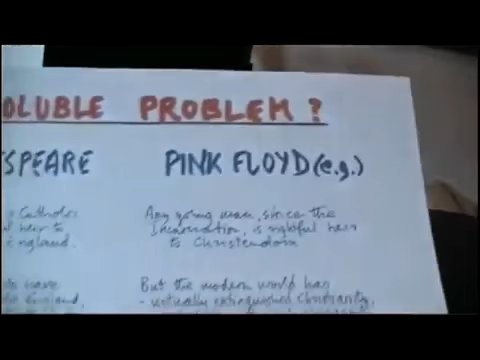 OLUBLE PROBLEM?
SPEARE PINK FLOYD (e.g.)
Catholic Any young man, since the
heir to Incarnation, is rightful heir
England. to Christendom
have But the modern world has
England, - virtually extinguished Christianity,